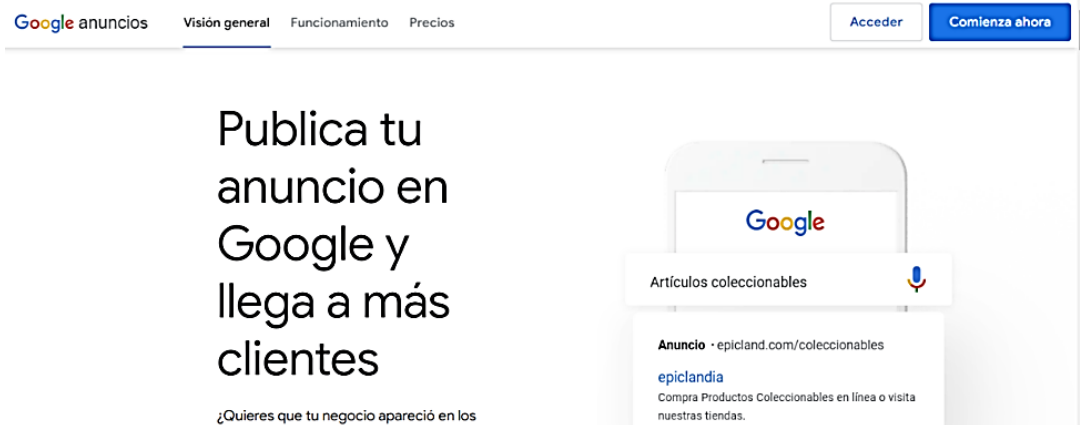 Google anuncios
Visión general
Funcionamiento
Precios
Acceder
Comienza ahora
Publica tu
anuncio en
Google y
llega a más
clientes
¿Quieres que tu negocio apareció en los
Google
Artículos coleccionables
Anuncio · epicland.com/coleccionables
epiclandia
Compra Productos Coleccionables en línea o visita
nuestras tiendas.